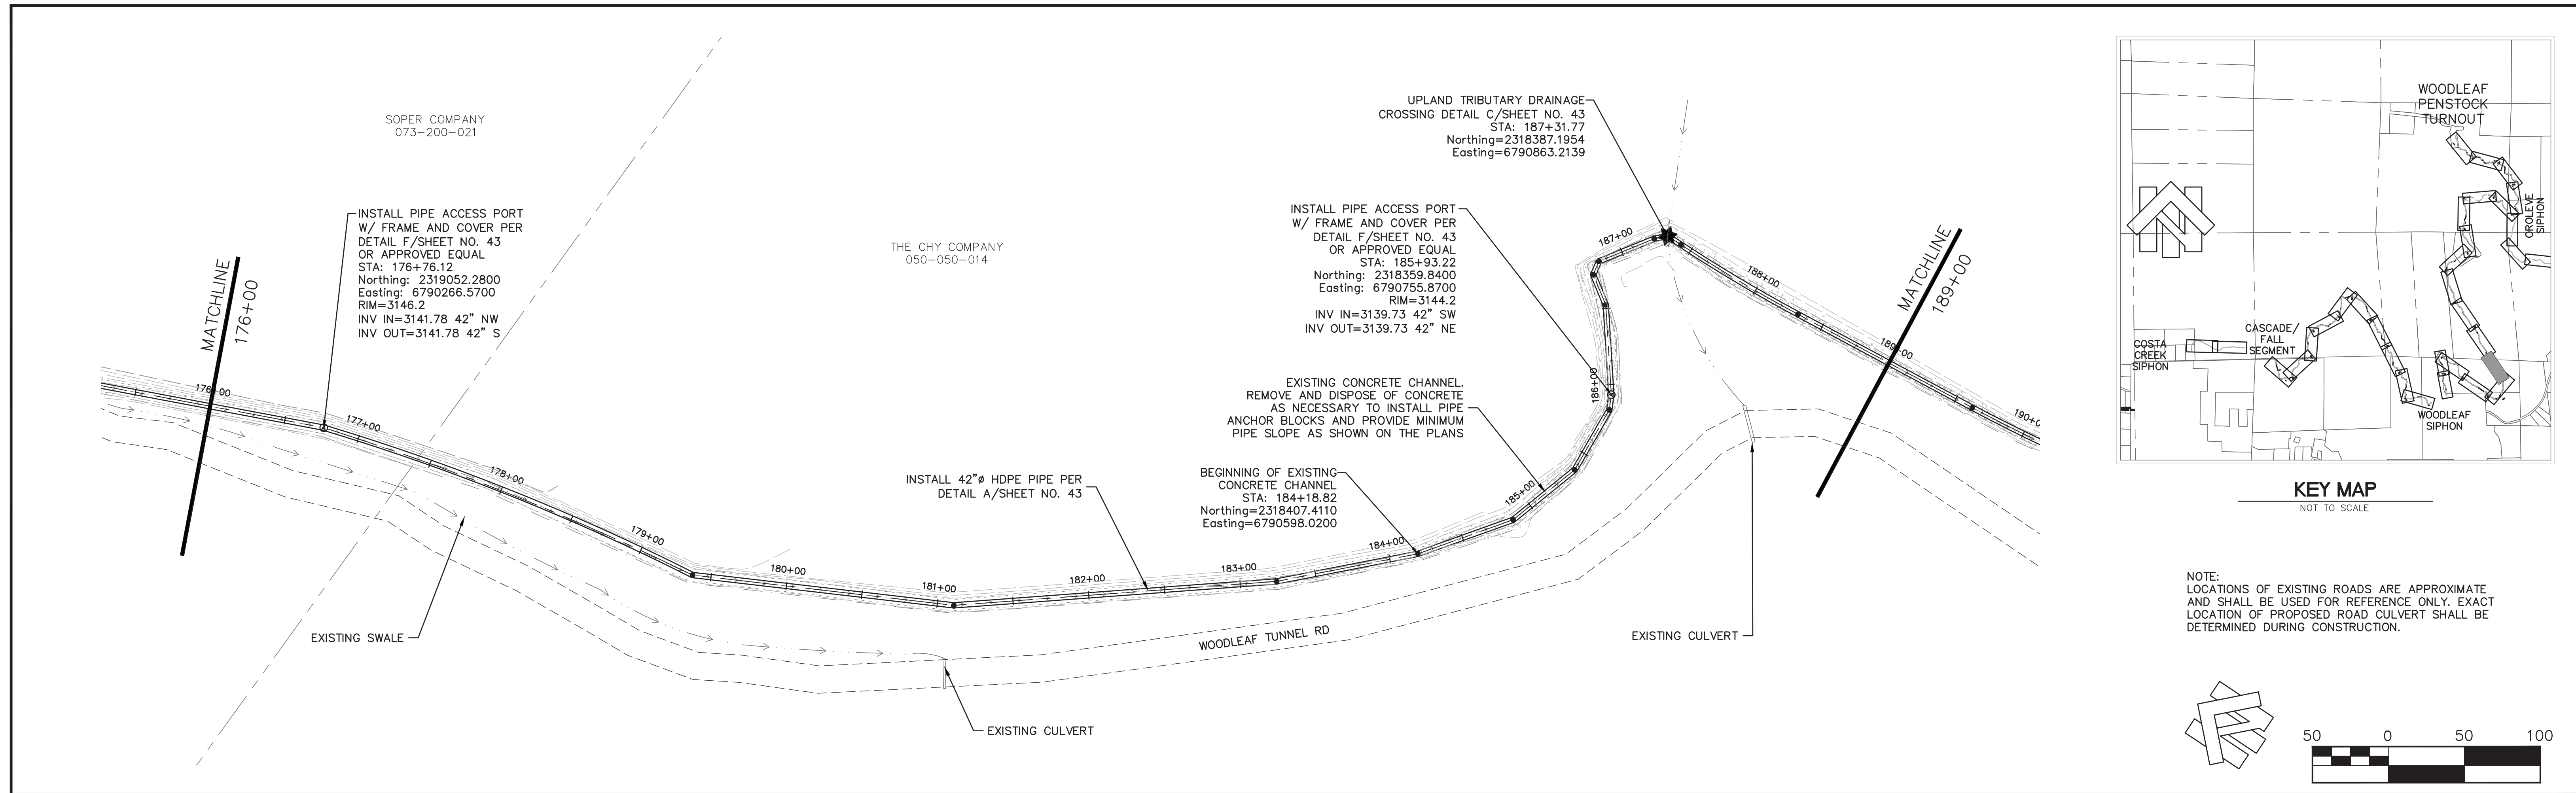 SOPER COMPANY
073-200-021
INSTALL PIPE ACCESS PORT
W/ FRAME AND COVER PER
DETAIL F/SHEET NO. 43
OR APPROVED EQUAL
STA: 176+76.12
Northing: 2319052.2800
Easting: 6790266.5700
RIM=3146.2
INV IN=3141.78 42" NW
INV OUT=3141.78 42" S
MATCHLINE
176+00
176+00
177+00
178+00
179+00
180+00
181+00
182+00
183+00
184+00
185+00
186+00
187+00
188+00
189+00
THE CHY COMPANY
050-050-014
UPLAND TRIBUTARY DRAINAGE
CROSSING DETAIL C/SHEET NO. 43
STA: 187+31.77
Northing=2318387.1954
Easting=6790863.2139
INSTALL PIPE ACCESS PORT
W/ FRAME AND COVER PER
DETAIL F/SHEET NO. 43
OR APPROVED EQUAL
STA: 185+93.22
Northing: 2318359.8400
Easting: 6790755.8700
RIM=3144.2
INV IN=3139.73 42" SW
INV OUT=3139.73 42" NE
EXISTING CONCRETE CHANNEL.
REMOVE AND DISPOSE OF CONCRETE
AS NECESSARY TO INSTALL PIPE
ANCHOR BLOCKS AND PROVIDE MINIMUM
PIPE SLOPE AS SHOWN ON THE PLANS
INSTALL 42"ø HDPE PIPE PER
DETAIL A/SHEET NO. 43
BEGINNING OF EXISTING
CONCRETE CHANNEL
STA: 184+18.82
Northing=2318407.4110
Easting=6790598.0200
MATCHLINE
189+00
EXISTING SWALE
WOODLEAF TUNNEL RD
EXISTING CULVERT
EXISTING CULVERT
WOODLEAF
PENSTOCK
TURNOUT
OROLEVE
SIPHON
CASCADE/
FALL
SEGMENT
COSTA
CREEK
SIPHON
WOODLEAF
SIPHON
KEY MAP
NOT TO SCALE
NOTE:
LOCATIONS OF EXISTING ROADS ARE APPROXIMATE
AND SHALL BE USED FOR REFERENCE ONLY. EXACT
LOCATION OF PROPOSED ROAD CULVERT SHALL BE
DETERMINED DURING CONSTRUCTION.
50 0 50 100